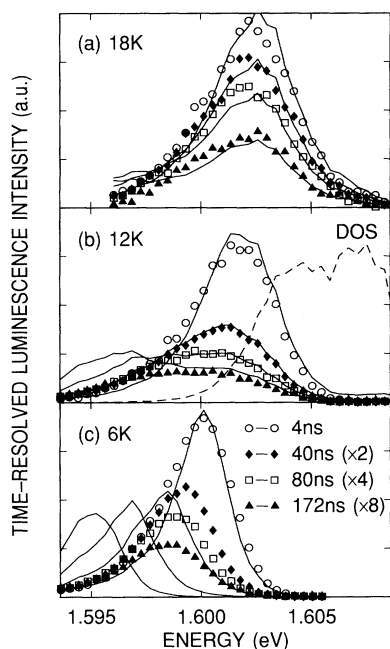 TIME-RESOLVED LUMINESCENCE INTENSITY (a.u.)
(a) 18K
(b) 12K
DOS
(c) 6K
4ns
40ns (×2)
80ns (×4)
172ns (×8)
1.595
1.600
1.605
ENERGY (eV)